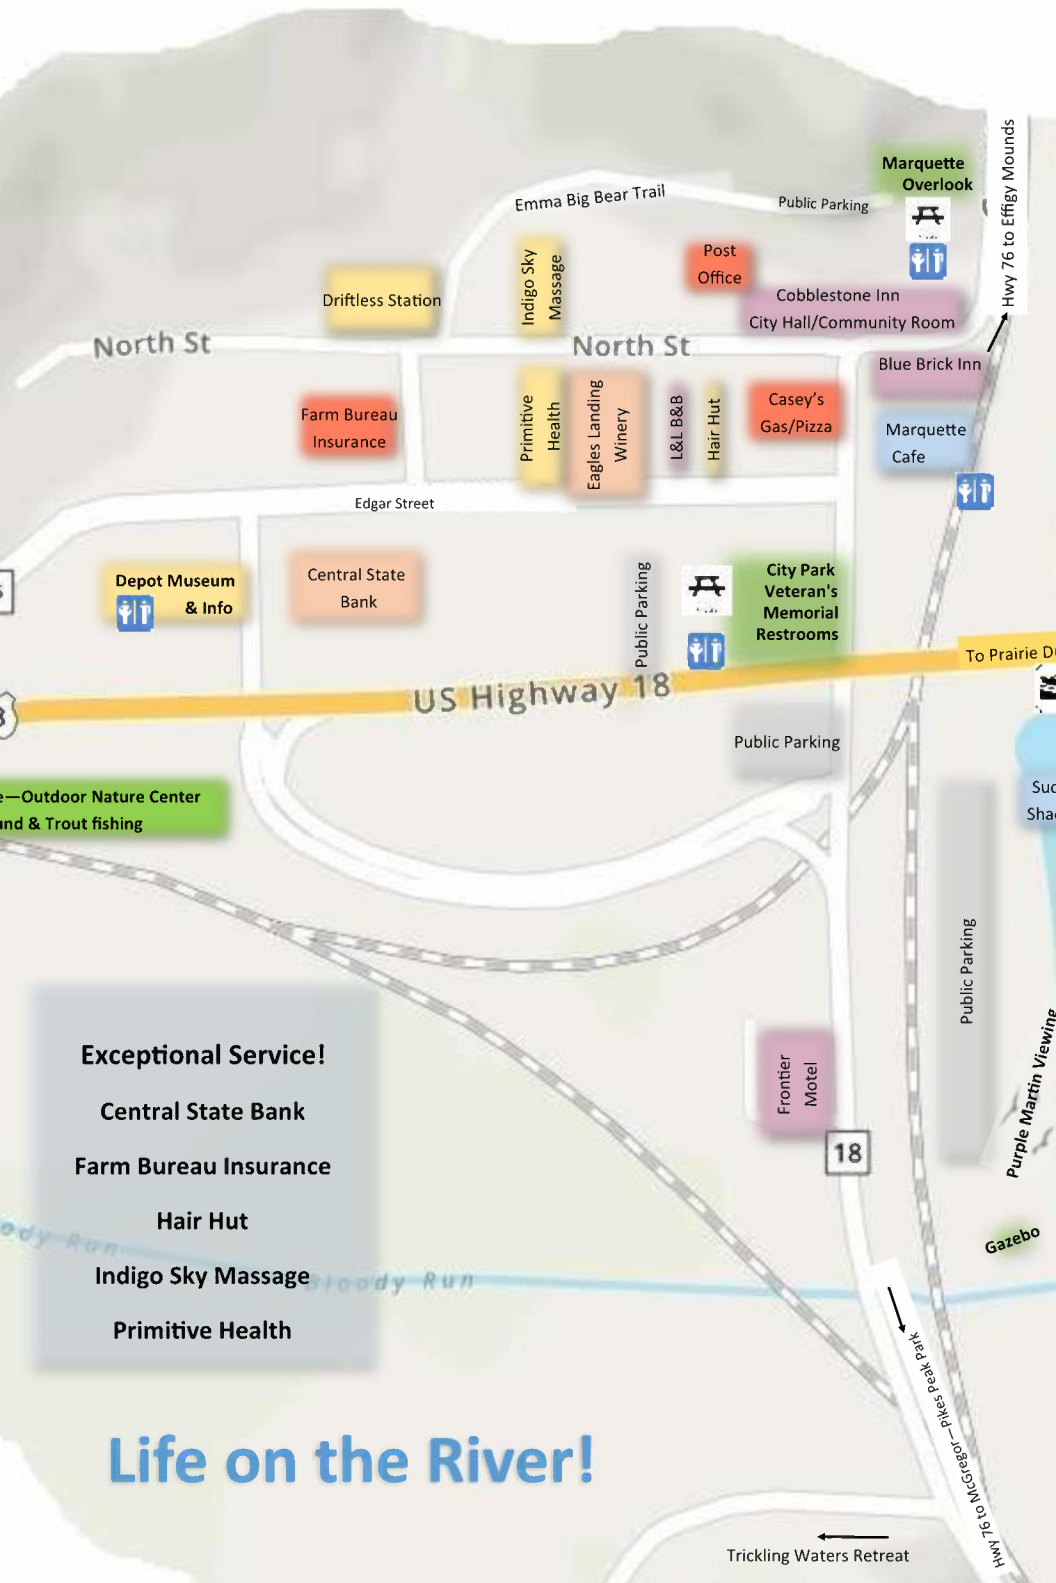 Marquette
Overlook
Hwy 76 to Effigy Mounds
Emma Big Bear Trail
Public Parking
Post
Office
Indigo Sky
Massage
Driftless Station
Cobblestone Inn
City Hall/Community Room
North St
North St
Blue Brick Inn
Farm Bureau
Insurance
Primitive
Health
Eagles Landing
Winery
L&L B&B
Hair Hut
Casey's
Gas/Pizza
Marquette
Cafe
Edgar Street
Depot Museum
& Info
Central State
Bank
Public Parking
City Park
Veteran's
Memorial
Restrooms
To Prairie Du
US Highway 18
Public Parking
e—Outdoor Nature Center
und & Trout fishing
Public Parking
Purple Martin Viewing
Exceptional Service!
Central State Bank
Farm Bureau Insurance
Hair Hut
Indigo Sky Massage
Primitive Health
Frontier
Motel
18
Gazebo
oody Run
Bloody Run
Hwy 76 to McGregor—Pikes Peak Park
Life on the River!
Trickling Waters Retreat